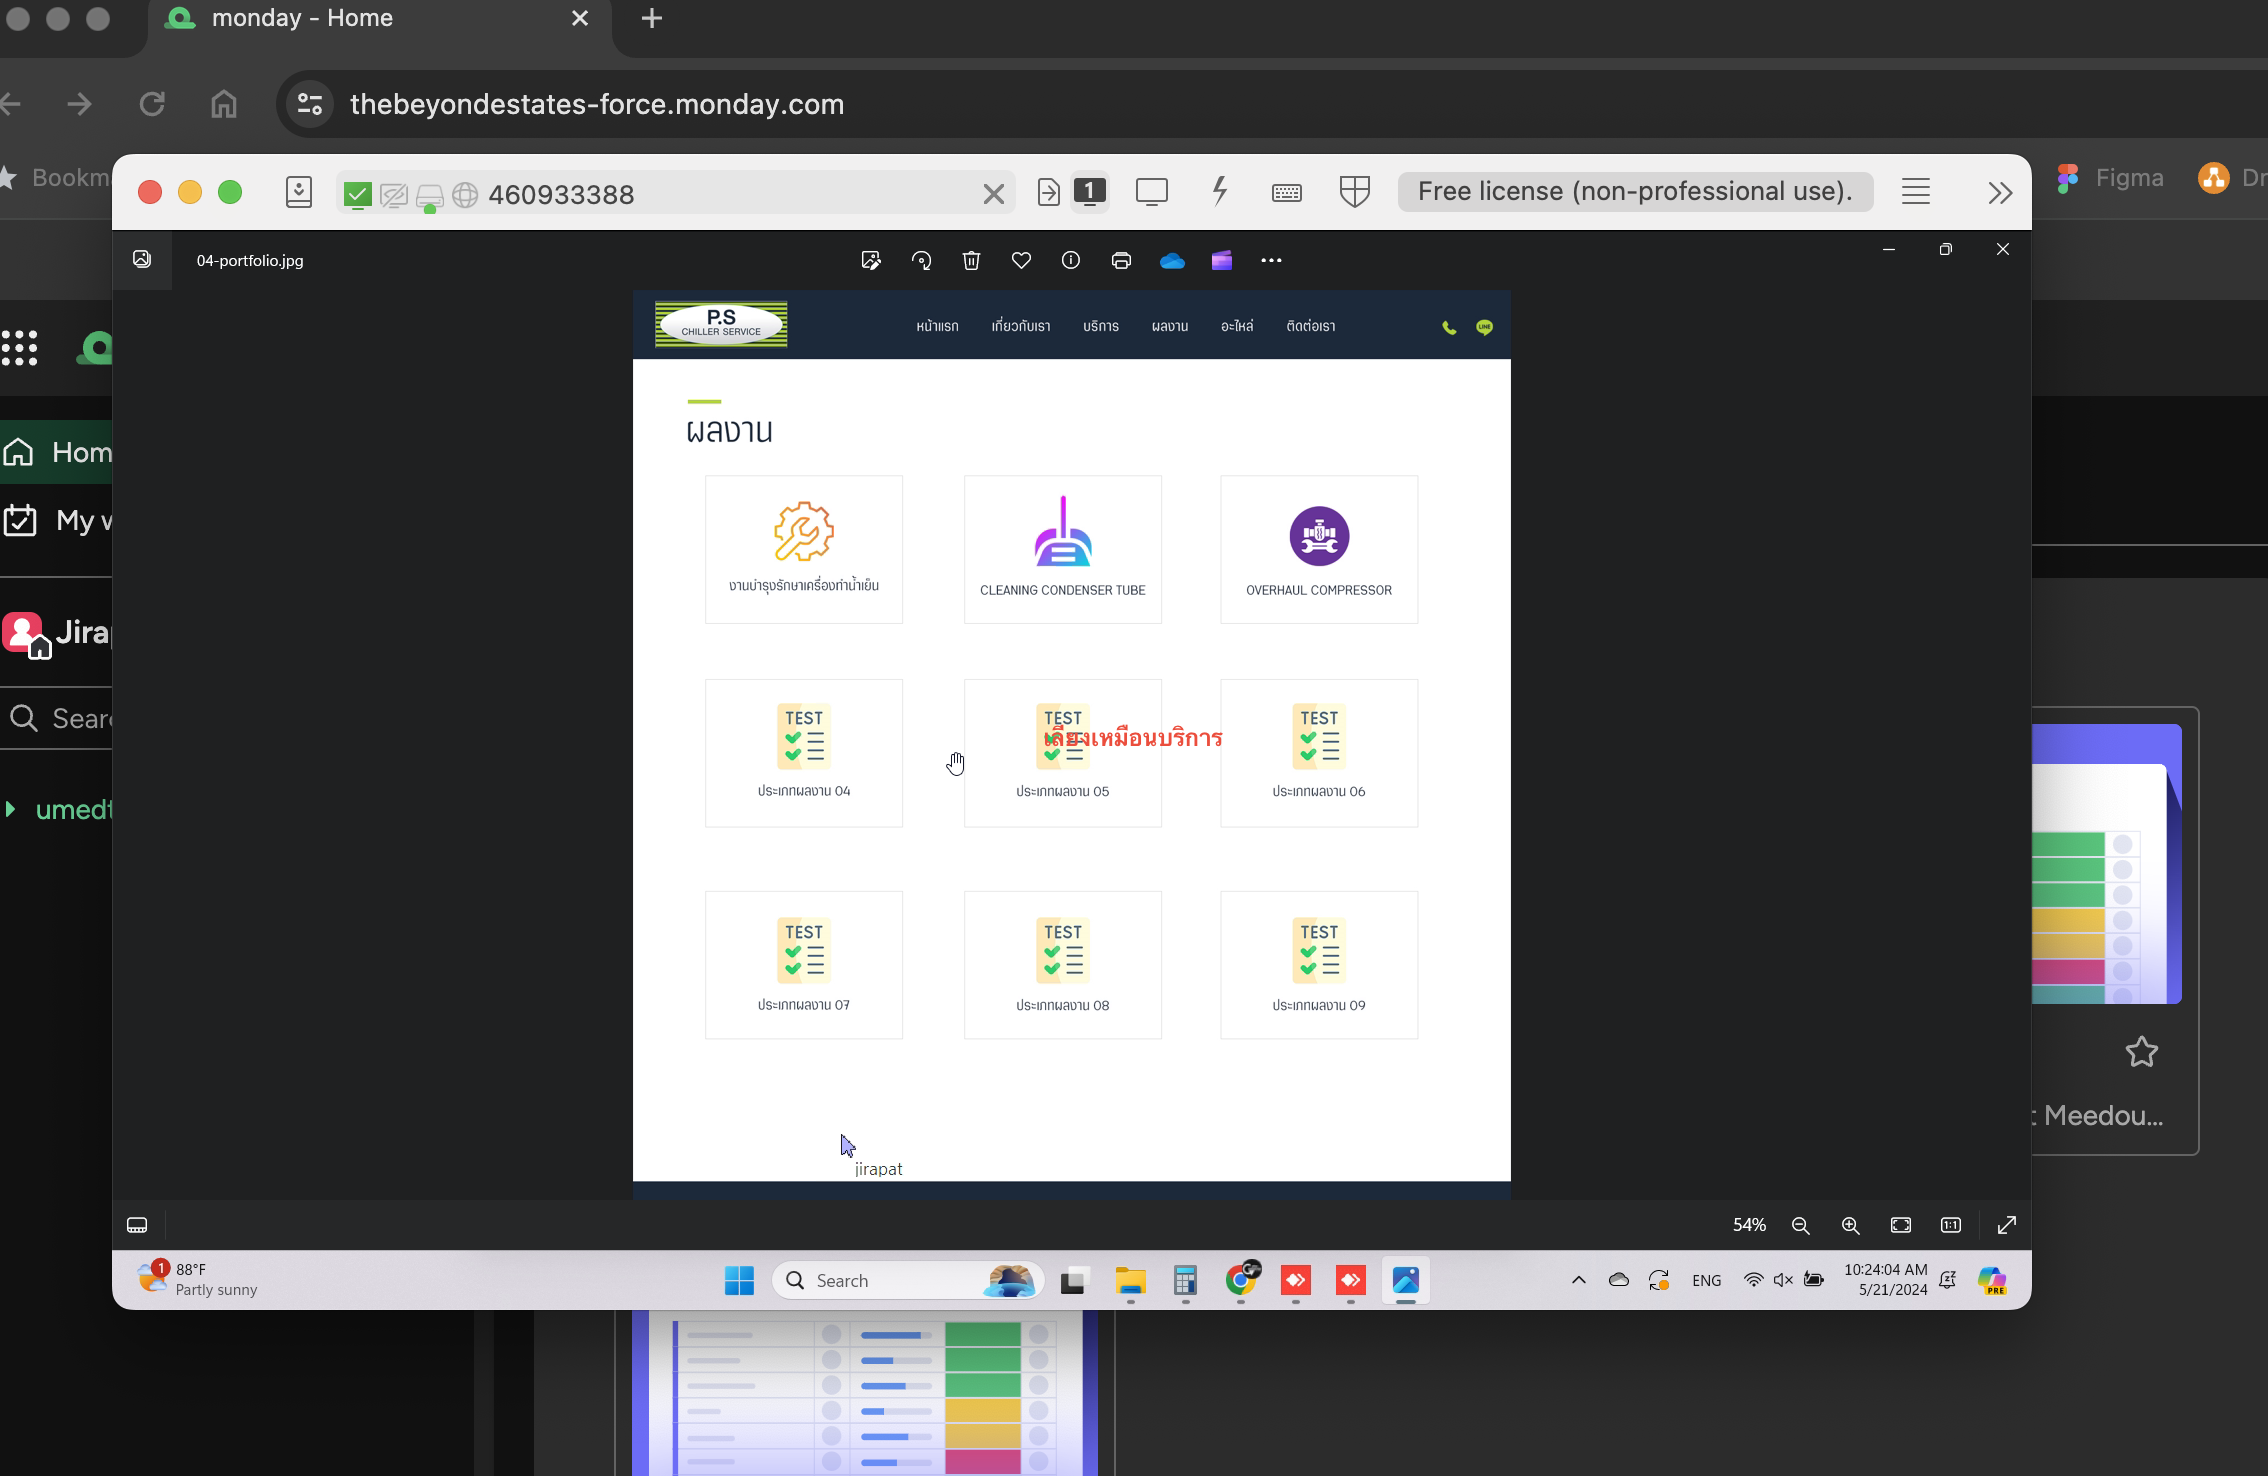 monday - Home
thebeyondestates-force.monday.com
460933388
1
Free license (non-professional use).
Figma
04-portfolio.jpg
P.S
CHILLER SERVICE
หน้าแรก
เกี่ยวกับเรา
บริการ
ผลงาน
อะไหล่
ติดต่อเรา
LINE
ผลงาน
งานบำรุงรักษาเครื่องทำน้ำเย็น
CLEANING CONDENSER TUBE
OVERHAUL COMPRESSOR
TEST
TEST
TEST
เลียงเหมือนบริการ
ประเภทผลงาน 04
ประเภทผลงาน 05
ประเภทผลงาน 06
TEST
TEST
TEST
ประเภทผลงาน 07
ประเภทผลงาน 08
ประเภทผลงาน 09
jirapat
54%
1:1
1
88°F
Partly sunny
Search
ENG
10:24:04 AM
5/21/2024
PRE
Bookm
Hom
My w
Jira
Sear
umedt
Meedou...